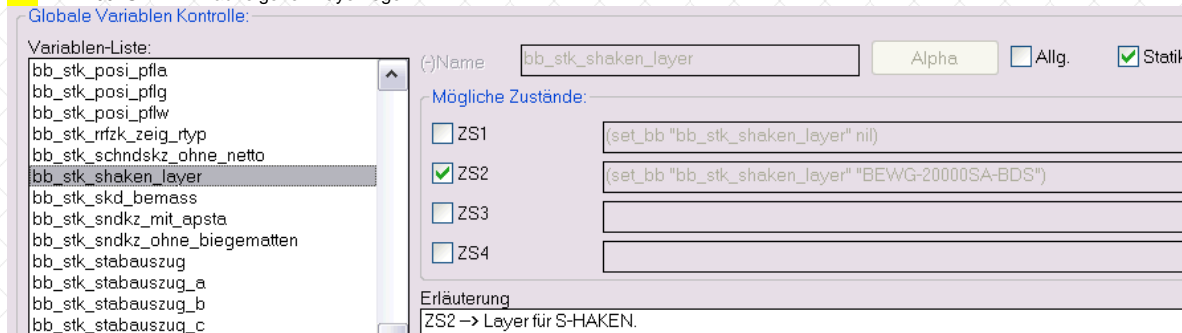 Globale Variablen Kontrolle:
Variablen-Liste:
bb_stk_posi_pfla
bb_stk_posi_pflg
bb_stk_posi_pflw
bb_stk_rrfzk_zeig_rtyp
bb_stk_schndskz_ohne_netto
bb_stk_shaken_layer
bb_stk_skd_bemass
bb_stk_sndkz_mit_apsta
bb_stk_sndkz_ohne_biegematten
bb_stk_stabauszug
bb_stk_stabauszug_a
bb_stk_stabauszug_b
bb_stk_stabauszug_c
(-)Name bb_stk_shaken_layer Alpha Allg. Statik
Mögliche Zustände:
ZS1 (set_bb "bb_stk_shaken_layer" nil)
ZS2 (set_bb "bb_stk_shaken_layer" "BEWG-20000SA-BDS")
ZS3
ZS4
Erläuterung
ZS2 --> Layer für S-HAKEN.